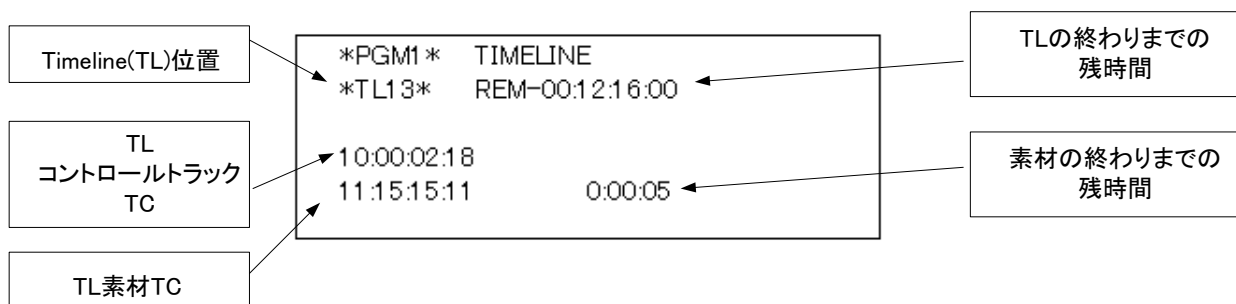 Timeline(TL)位置
TL
コントロールトラック
TC
TL素材TC
*PGM1* TIMELINE
*TL13* REM-00:12:16:00
10:00:02:18
11:15:15:11 0:00:05
TLの終わりまでの
残時間
素材の終わりまでの
残時間